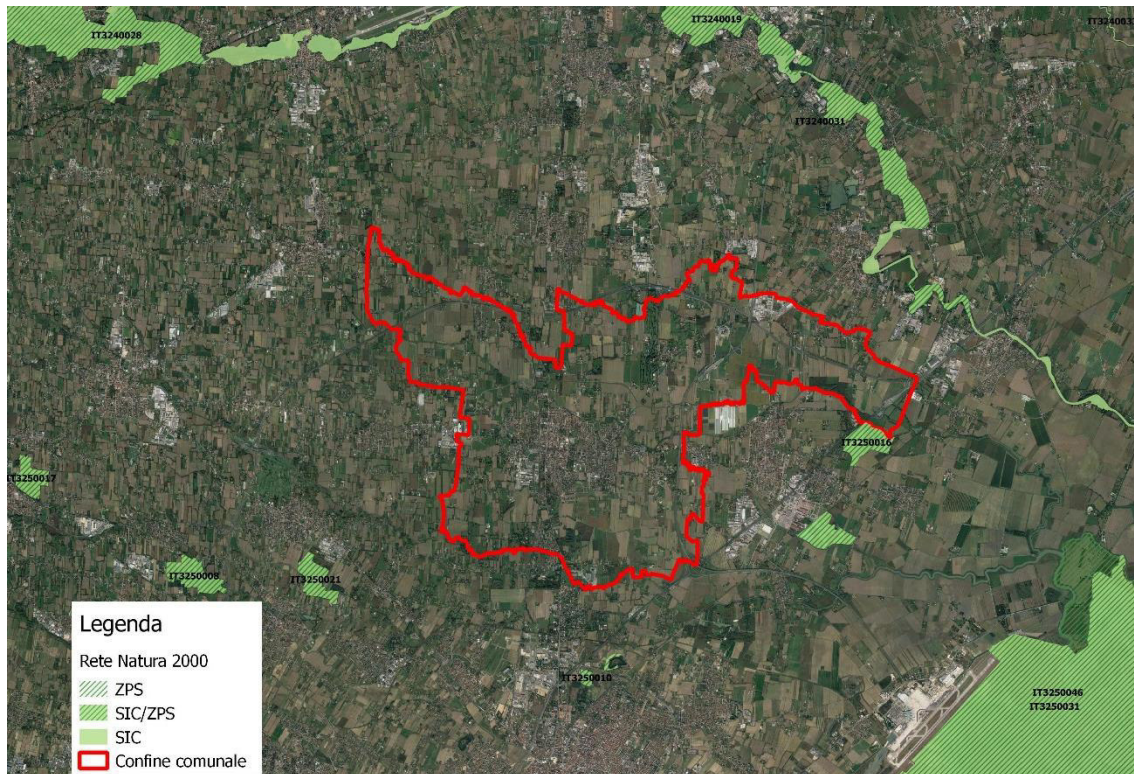 IT3240028
IT3240019
IT3240031
IT3250016
IT3250017
IT3250008
IT3250021
IT3250010
IT3250046
IT3250031
Legenda
Rete Natura 2000
ZPS
SIC/ZPS
SIC
Confine comunale